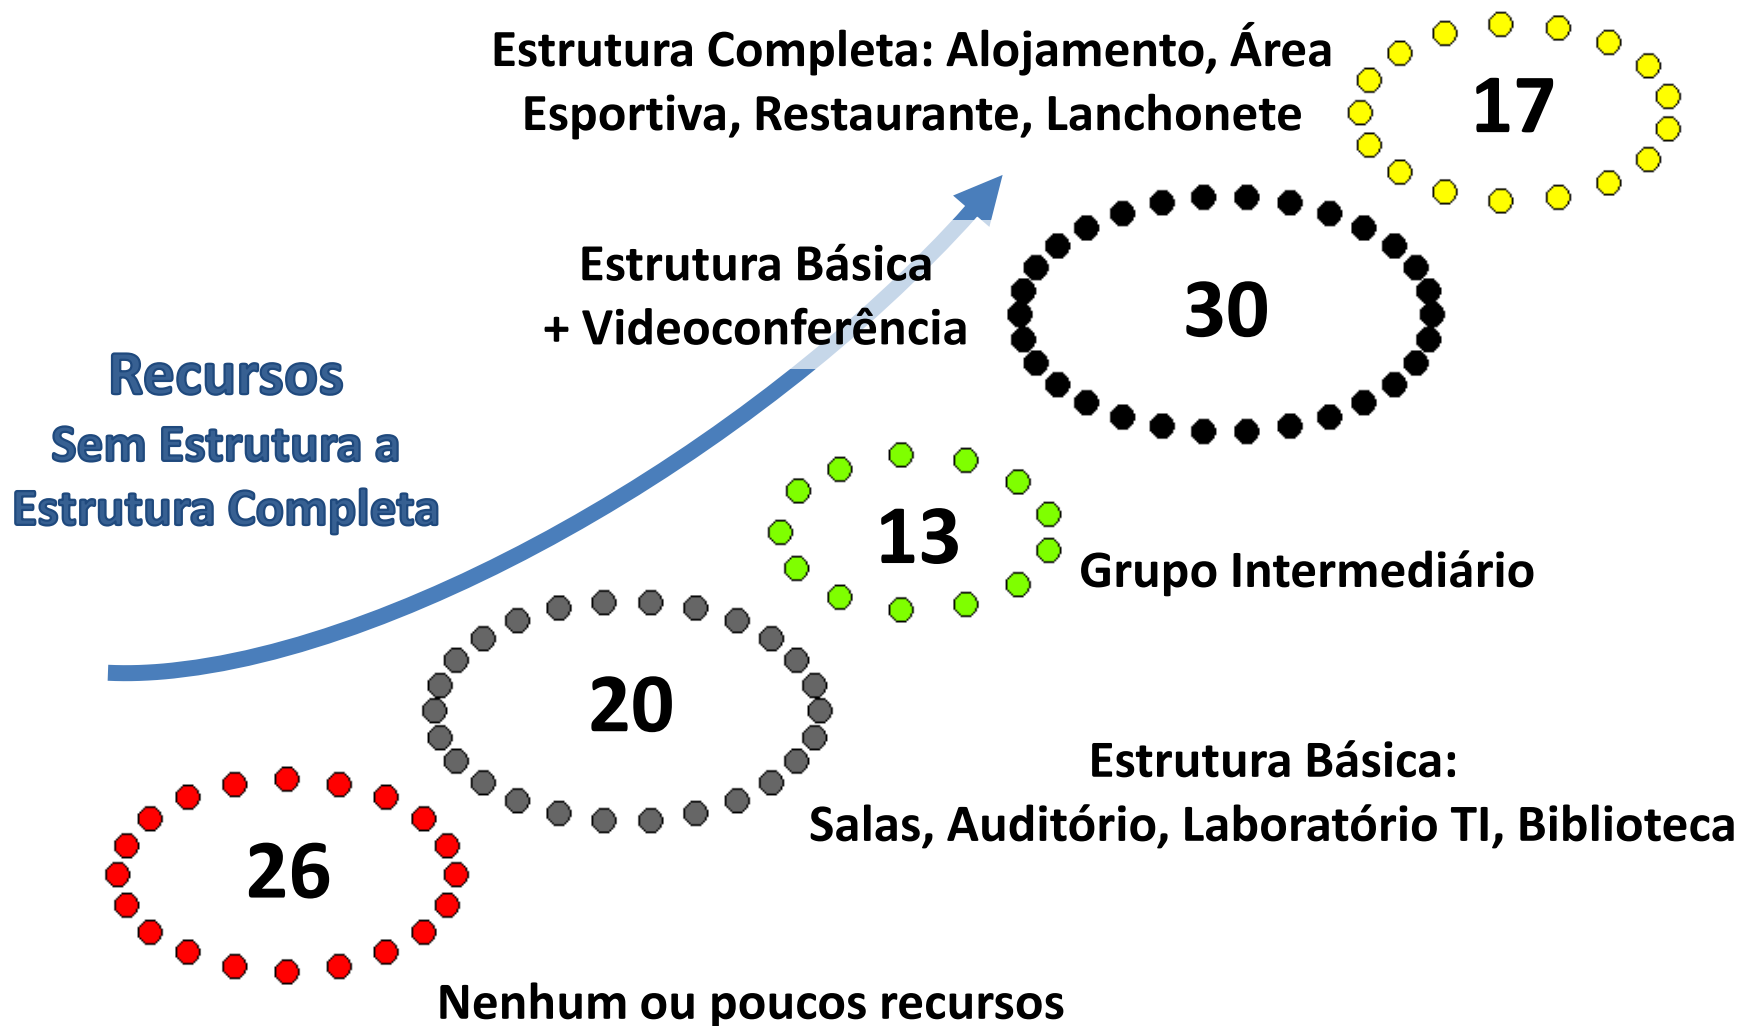 Estrutura Completa: Alojamento, Área
Esportiva, Restaurante, Lanchonete
17
Estrutura Básica
+ Videoconferência
30
Recursos
Sem Estrutura a
Estrutura Completa
13
Grupo Intermediário
20
Estrutura Básica:
Salas, Auditório, Laboratório TI, Biblioteca
26
Nenhum ou poucos recursos